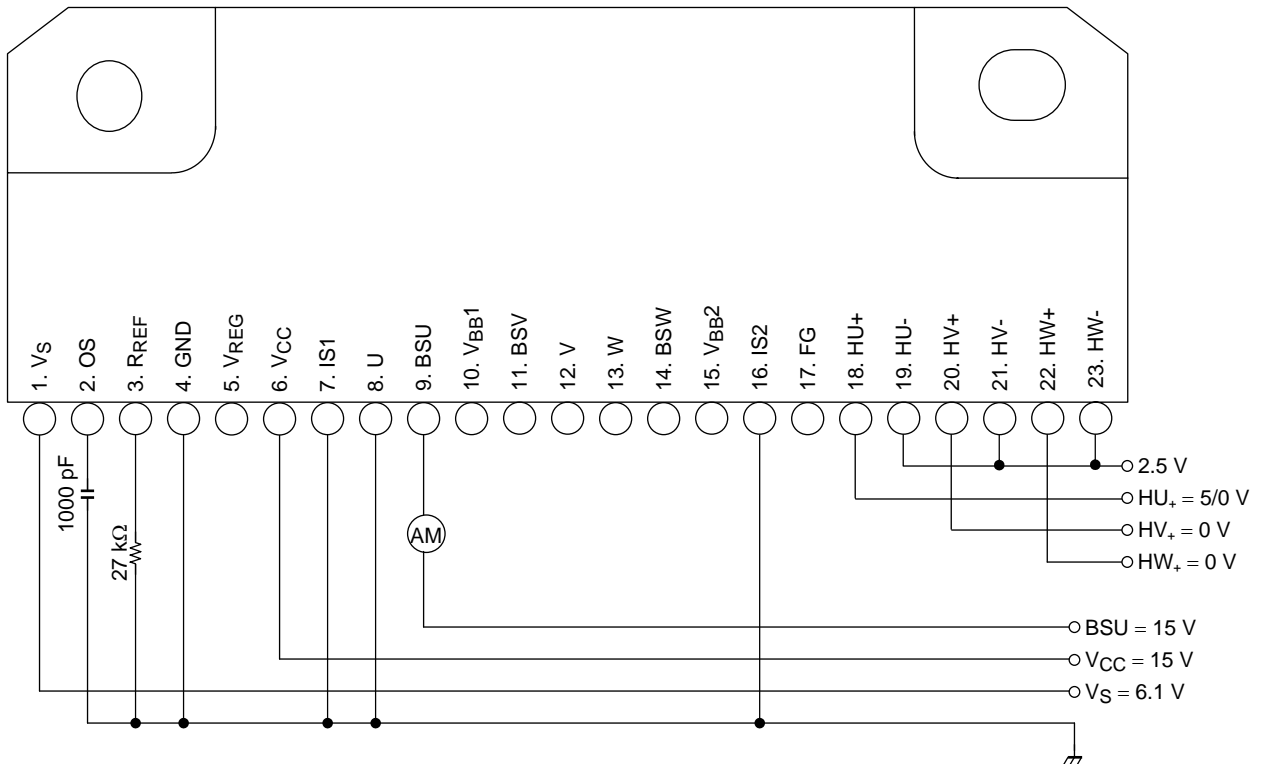 1. VS
2. OS
3. RREF
4. GND
5. VREG
6. VCC
7. IS1
8. U
9. BSU
10. VBB1
11. BSV
12. V
13. W
14. BSW
15. VBB2
16. IS2
17. FG
18. HU+
19. HU-
20. HV+
21. HV-
22. HW+
23. HW-
1000 pF
27 kΩ
AM
2.5 V
HU+ = 5/0 V
HV+ = 0 V
HW+ = 0 V
BSU = 15 V
VCC = 15 V
VS = 6.1 V